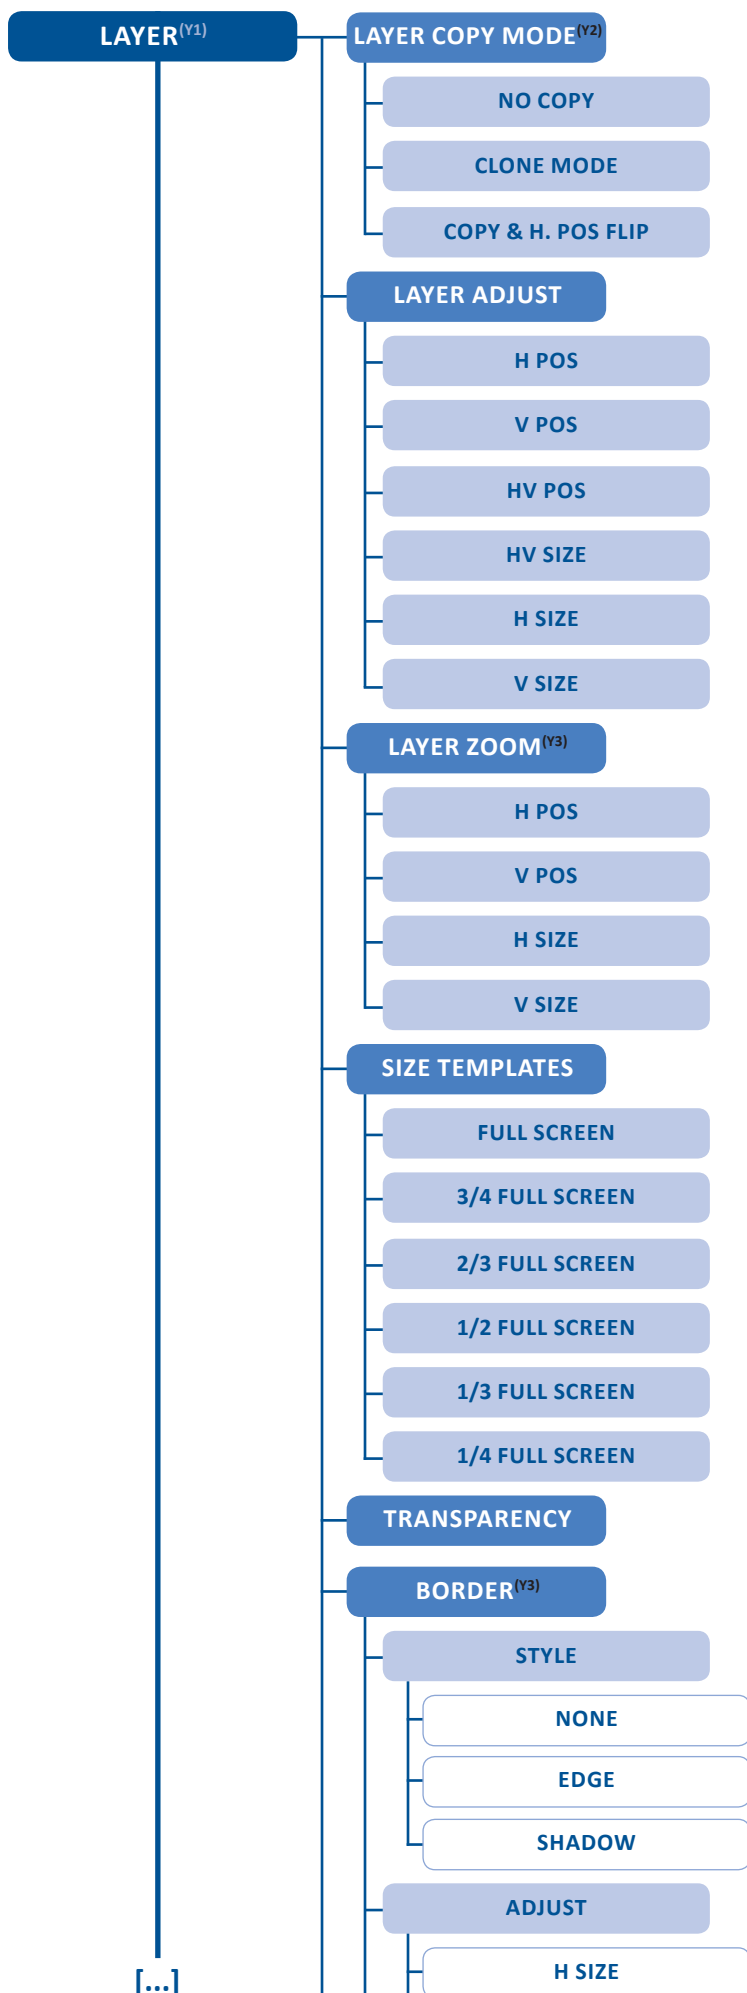 LAYER(Y1)
LAYER COPY MODE(Y2)
NO COPY
CLONE MODE
COPY & H. POS FLIP
LAYER ADJUST
H POS
V POS
HV POS
HV SIZE
H SIZE
V SIZE
LAYER ZOOM(Y3)
H POS
V POS
H SIZE
V SIZE
SIZE TEMPLATES
FULL SCREEN
3/4 FULL SCREEN
2/3 FULL SCREEN
1/2 FULL SCREEN
1/3 FULL SCREEN
1/4 FULL SCREEN
TRANSPARENCY
BORDER(Y3)
STYLE
NONE
EDGE
SHADOW
ADJUST
H SIZE
[...]